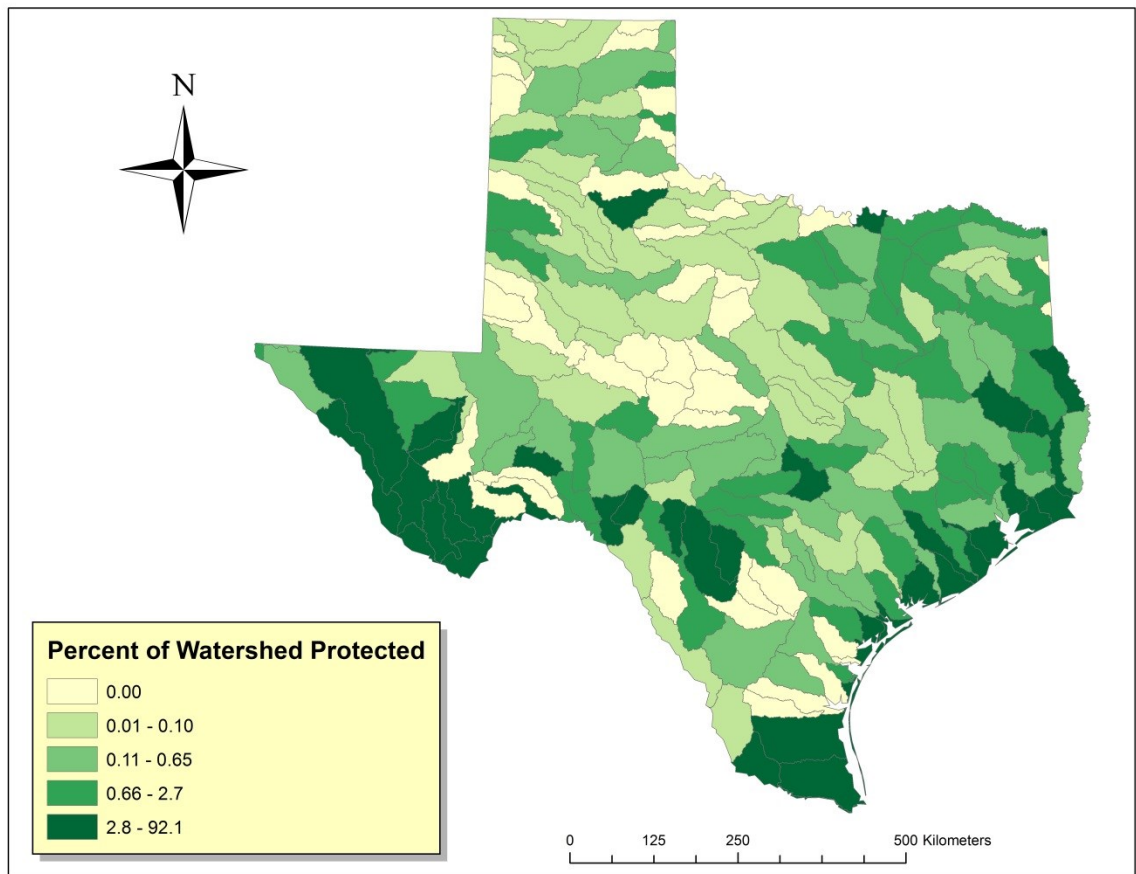 N
Percent of Watershed Protected
0.00
0.01 - 0.10
0.11 - 0.65
0.66 - 2.7
2.8 - 92.1
0 125 250 500 Kilometers